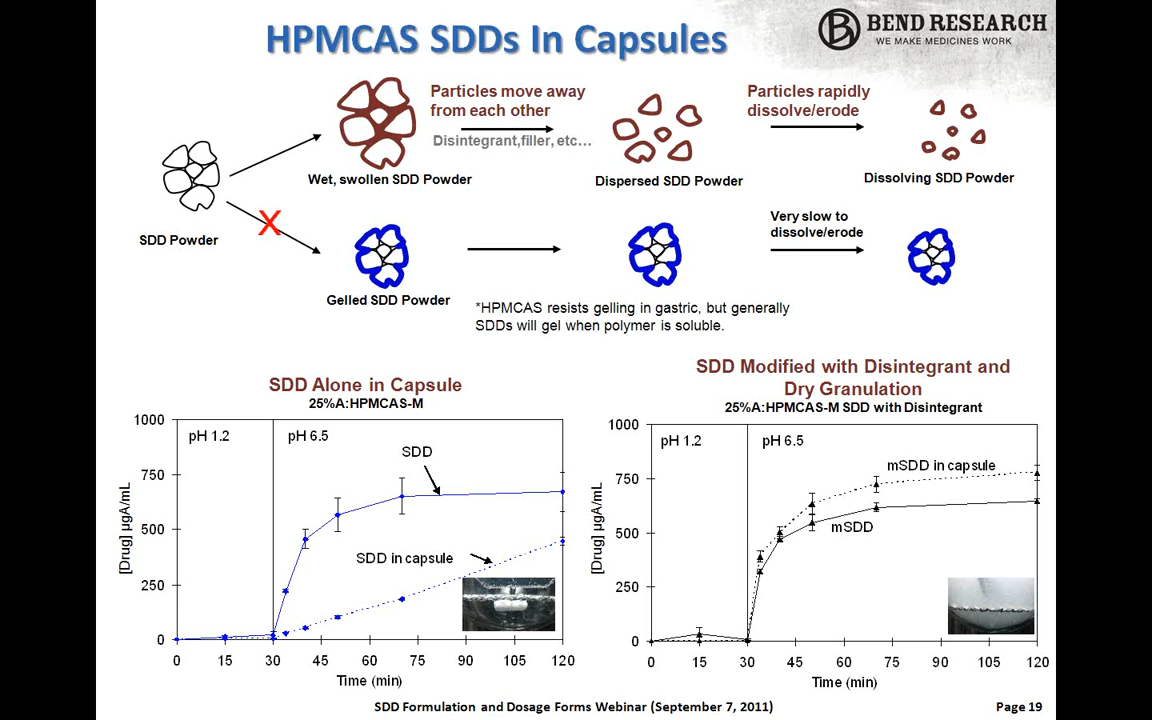 HPMCAS SDDs In Capsules
BEND RESEARCH
WE MAKE MEDICINES WORK
Particles move away
from each other
Disintegrant,filler, etc…
Particles rapidly
dissolve/erode
Wet, swollen SDD Powder
Dispersed SDD Powder
Dissolving SDD Powder
SDD Powder
X
Very slow to
dissolve/erode
Gelled SDD Powder
*HPMCAS resists gelling in gastric, but generally
SDDs will gel when polymer is soluble.
SDD Alone in Capsule
25%A:HPMCAS-M
1000
750
500
250
0
[Drug] µgA/mL
pH 1.2
pH 6.5
SDD
SDD in capsule
0 15 30 45 60 75 90 105 120
Time (min)
SDD Modified with Disintegrant and
Dry Granulation
25%A:HPMCAS-M SDD with Disintegrant
1000
750
500
250
0
[Drug] µgA/mL
pH 1.2
pH 6.5
mSDD in capsule
mSDD
0 15 30 45 60 75 90 105 120
Time (min)
SDD Formulation and Dosage Forms Webinar (September 7, 2011)
Page 19